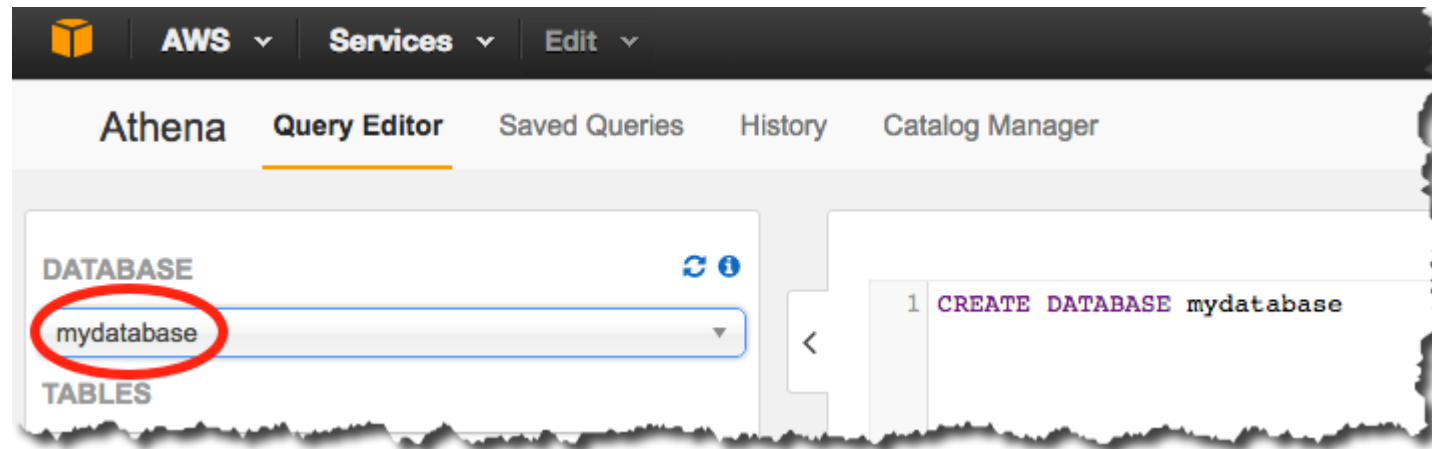 AWS Services Edit
Athena Query Editor Saved Queries History Catalog Manager
DATABASE
mydatabase
TABLES
1 CREATE DATABASE mydatabase